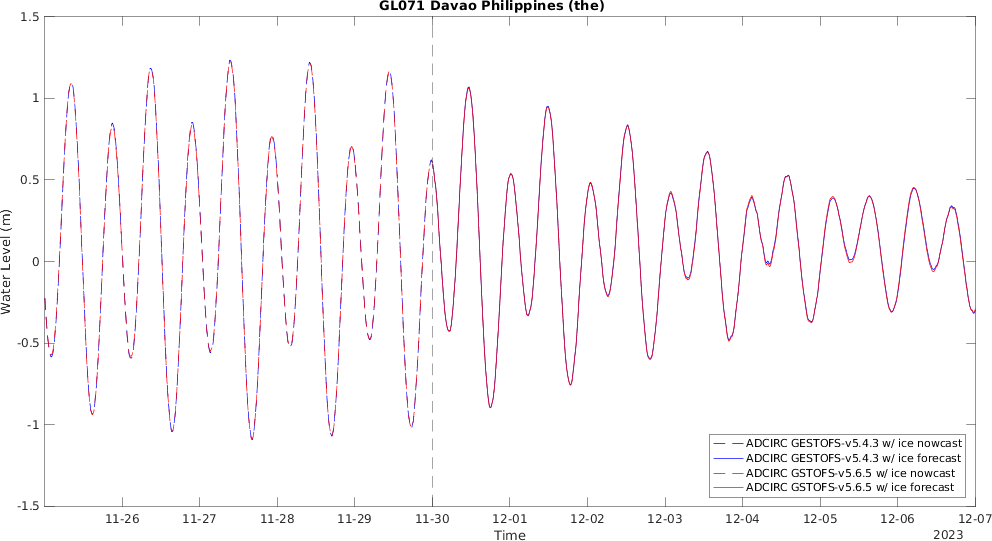 GL071 Davao Philippines (the)
1.5
1
0.5
0
-0.5
-1
-1.5
Water Level (m)
11-26 11-27 11-28 11-29 11-30 12-01 12-02 12-03 12-04 12-05 12-06 12-07
Time
2023
ADCIRC GESTOFS-v5.4.3 w/ ice nowcast
ADCIRC GESTOFS-v5.4.3 w/ ice forecast
ADCIRC GSTOFS-v5.6.5 w/ ice nowcast
ADCIRC GSTOFS-v5.6.5 w/ ice forecast